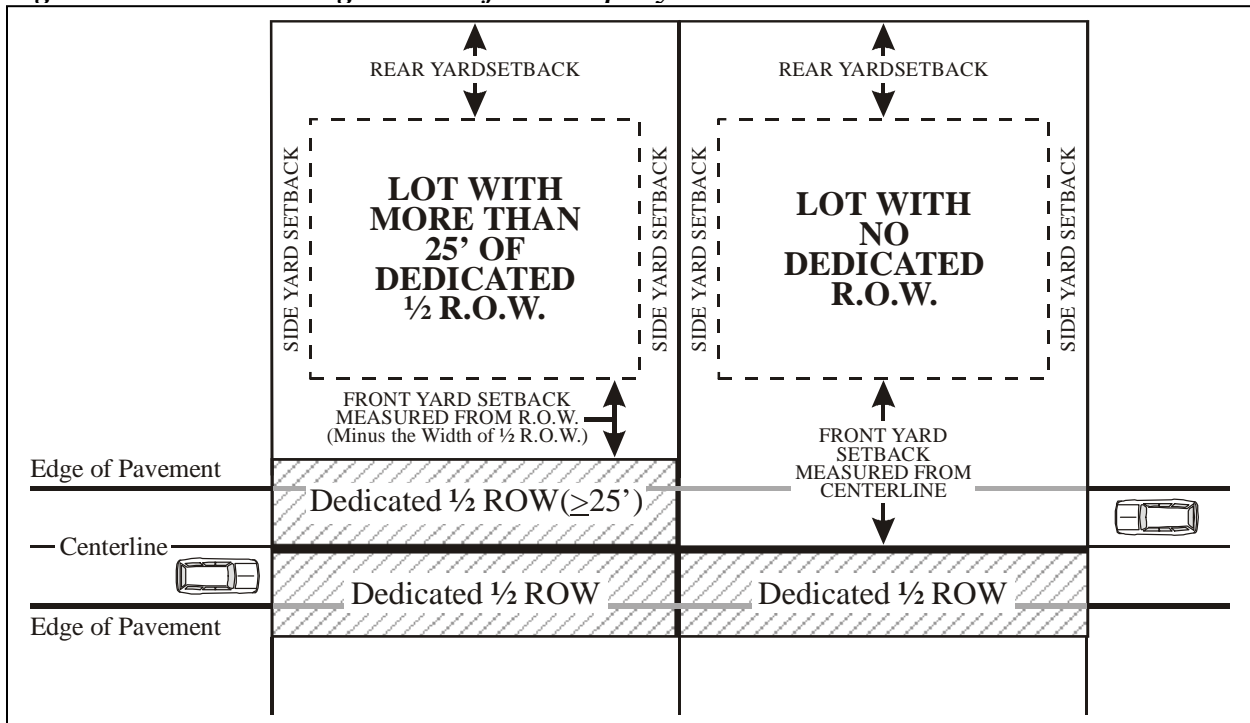 REAR YARDSETBACK
REAR YARDSETBACK
SIDE YARD SETBACK
LOT WITH
MORE THAN
25’ OF
DEDICATED
½ R.O.W.
SIDE YARD SETBACK
SIDE YARD SETBACK
LOT WITH
NO
DEDICATED
R.O.W.
SIDE YARD SETBACK
FRONT YARD SETBACK
MEASURED FROM R.O.W.
(Minus the Width of ½ R.O.W.)
FRONT YARD
SETBACK
MEASURED FROM
CENTERLINE
Edge of Pavement
Dedicated ½ ROW(≥25’)
Centerline
Dedicated ½ ROW
Dedicated ½ ROW
Edge of Pavement